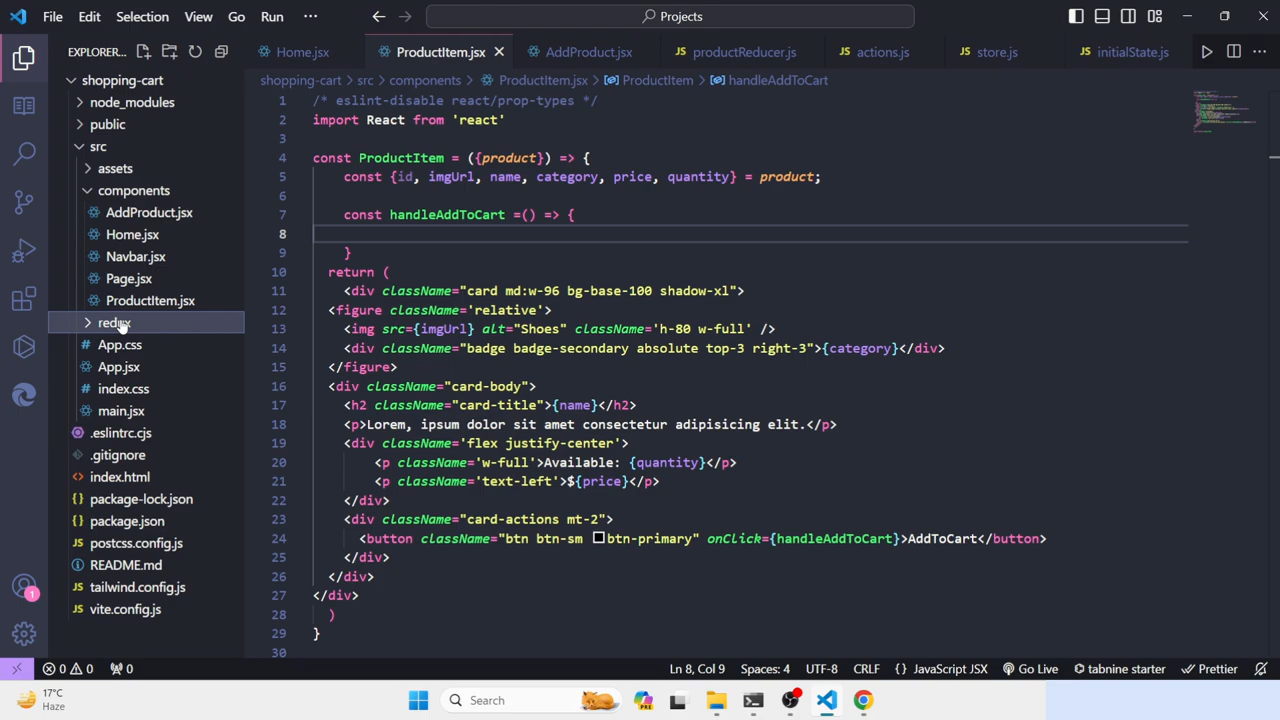 File Edit Selection View Go Run ··· Projects
EXPLORER... Home.jsx ProductItem.jsx AddProduct.jsx productReducer.js actions.js store.js initialState.js
shopping-cart
node_modules
public
src
assets
components
AddProduct.jsx
Home.jsx
Navbar.jsx
Page.jsx
ProductItem.jsx
redux
App.css
App.jsx
index.css
main.jsx
.eslintrc.cjs
.gitignore
index.html
package-lock.json
package.json
postcss.config.js
README.md
tailwind.config.js
vite.config.js
shopping-cart > src > components > ProductItem.jsx > ProductItem > handleAddToCart
1 /* eslint-disable react/prop-types */
2 import React from 'react'
3
4 const ProductItem = ({product}) => {
5 const {id, imgUrl, name, category, price, quantity} = product;
6
7 const handleAddToCart =() => {
8
9 }
10 return (
11 <div className="card md:w-96 bg-base-100 shadow-xl">
12 <figure className='relative'>
13 <img src={imgUrl} alt="Shoes" className='h-80 w-full' />
14 <div className="badge badge-secondary absolute top-3 right-3">{category}</div>
15 </figure>
16 <div className="card-body">
17 <h2 className="card-title">{name}</h2>
18 <p>Lorem, ipsum dolor sit amet consectetur adipisicing elit.</p>
19 <div className='flex justify-center'>
20 <p className='w-full'>Available: {quantity}</p>
21 <p className='text-left'>${price}</p>
22 </div>
23 <div className="card-actions mt-2">
24 <button className="btn btn-sm btn-primary" onClick={handleAddToCart}>AddToCart</button>
25 </div>
26 </div>
27 </div>
28 )
29 }
30
1
0 0 0 Ln 8, Col 9 Spaces: 4 UTF-8 CRLF {} JavaScript JSX Go Live tabnine starter Prettier
17°C
Haze
Search
PRE